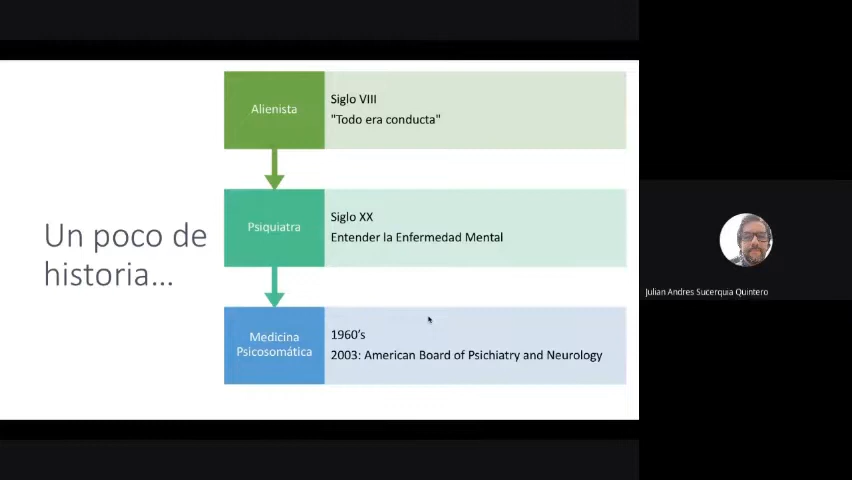 Un poco de
historia...
Alienista
Siglo VIII
"Todo era conducta"
Psiquiatra
Siglo XX
Entender la Enfermedad Mental
Medicina
Psicosomática
1960's
2003: American Board of Psichiatry and Neurology
Julian Andres Sucerquia Quintero